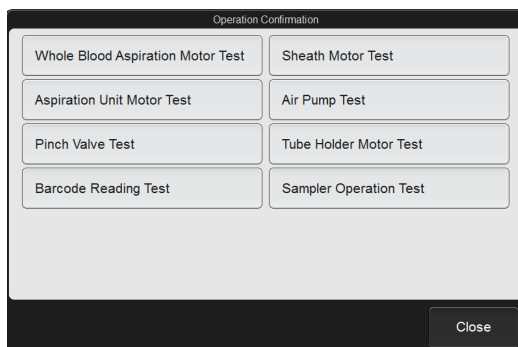 Operation Confirmation
Whole Blood Aspiration Motor Test
Sheath Motor Test
Aspiration Unit Motor Test
Air Pump Test
Pinch Valve Test
Tube Holder Motor Test
Barcode Reading Test
Sampler Operation Test
Close